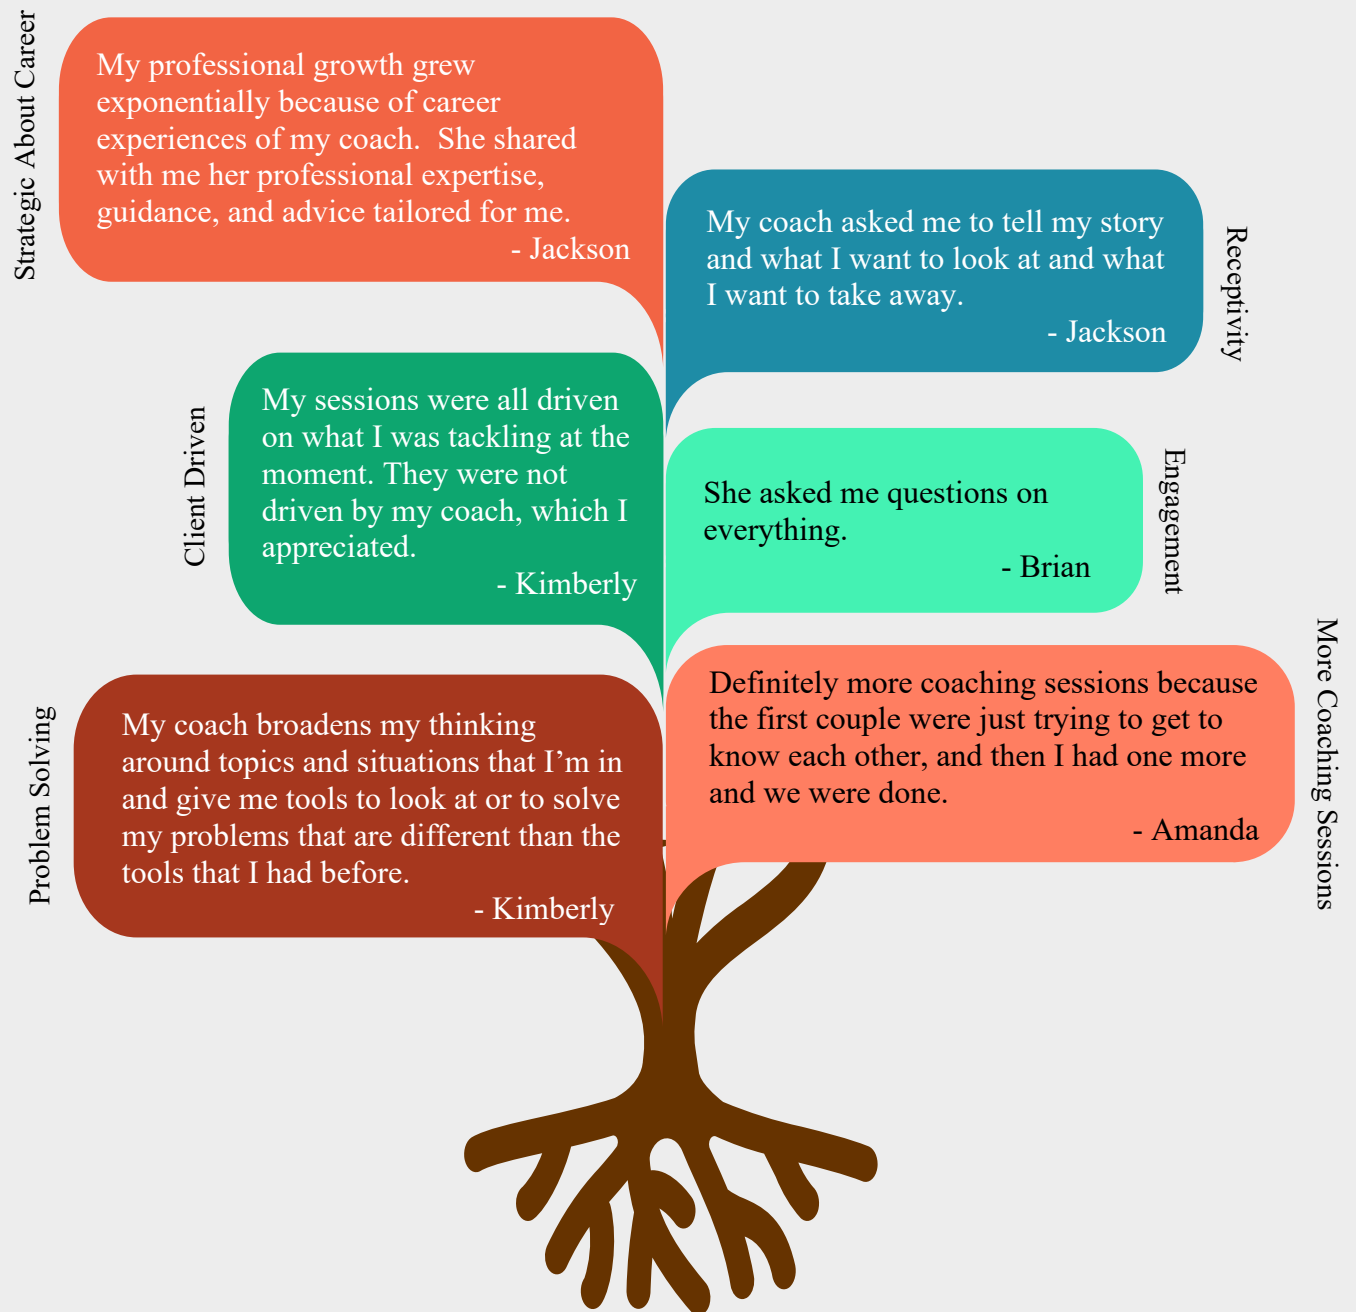 Strategic About Career
My professional growth grew
exponentially because of career
experiences of my coach.  She shared
with me her professional expertise,
guidance, and advice tailored for me.
- Jackson
My coach asked me to tell my story
and what I want to look at and what
I want to take away.
- Jackson
Receptivity
Client Driven
My sessions were all driven
on what I was tackling at the
moment. They were not
driven by my coach, which I
appreciated.
- Kimberly
She asked me questions on
everything.
- Brian
Engagement
Problem Solving
My coach broadens my thinking
around topics and situations that I’m in
and give me tools to look at or to solve
my problems that are different than the
tools that I had before.
- Kimberly
Definitely more coaching sessions because
the first couple were just trying to get to
know each other, and then I had one more
and we were done.
- Amanda
More Coaching Sessions